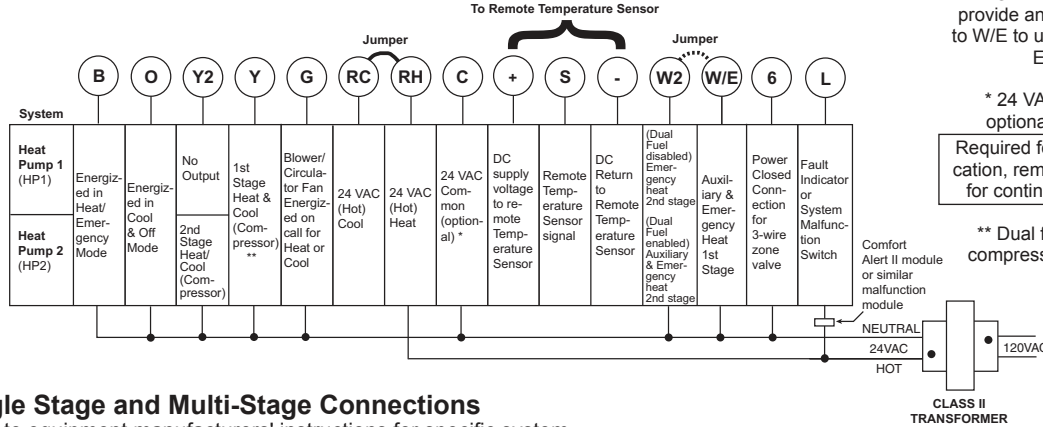 To Remote Temperature Sensor
provide an
to W/E to u
E
Jumper
Jumper
B O Y2 Y G RC RH C + S - W2 W/E 6 L
* 24 VA
optiona
Required fo
cation, rem
for contin
** Dual f
compress
System
Heat
Pump 1
(HP1)
Heat
Pump 2
(HP2)
Energiz-
ed in
Heat/
Emer-
gency
Mode
Energiz-
ed in
Cool
& Off
Mode
No
Output
2nd
Stage
Heat/
Cool
(Com-
pressor)
1st
Stage
Heat &
Cool
(Com-
pressor)
**
Blower/
Circula-
tor Fan
Energiz-
ed on
call for
Heat or
Cool
24 VAC
(Hot)
Cool
24 VAC
(Hot)
Heat
24 VAC
Com-
mon
(option-
al) *
DC
supply
voltage
to re-
mote
Temp-
erature
Sensor
Remote
Temp-
erature
Sensor
signal
DC
Return
to
Remote
Temp-
erature
Sensor
(Dual
Fuel
disabled)
Emer-
gency
heat
2nd stage
(Dual
Fuel
enabled)
Auxiliary
& Emer-
gency
heat
2nd stage
Auxil-
iary &
Emer-
gency
Heat
1st
Stage
Power
Closed
Conn-
ection
for
3-wire
zone
valve
Fault
Indicator
or
System
Malfunc-
tion
Switch
Comfort
Alert II module
or similar
malfunction
module
NEUTRAL
24VAC
HOT
120VAC
CLASS II
TRANSFORMER
gle Stage and Multi-Stage Connections
to equipment manufacturers' instructions for specific system